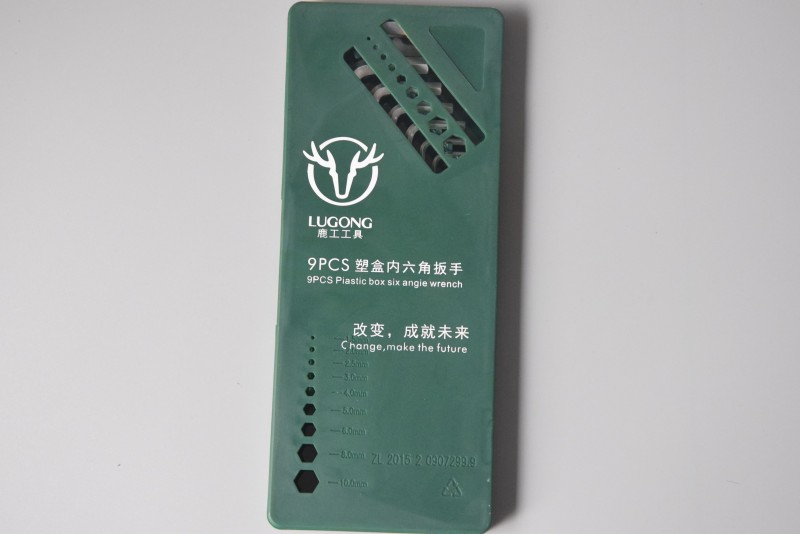 LUGONG
鹿工工具
9PCS 塑盒内六角扳手
9PCS Plastic box six angie wrench
改变，成就未来
Change,make the future
2.5mm
3.0mm
4.0mm
5.0mm
6.0mm
8.0mm
10.0mm
ZL 2015 2 0907299.9